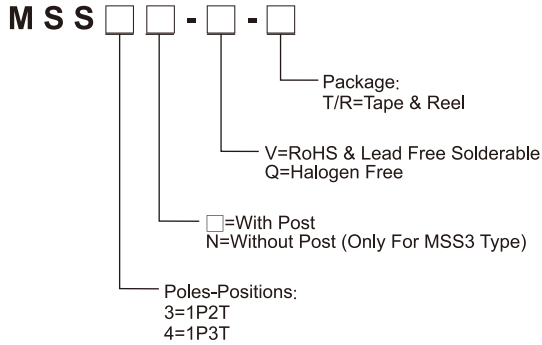 MSS□□-□-□
Package:
T/R=Tape & Reel
V=RoHS & Lead Free Solderable
Q=Halogen Free
□=With Post
N=Without Post (Only For MSS3 Type)
Poles-Positions:
3=1P2T
4=1P3T